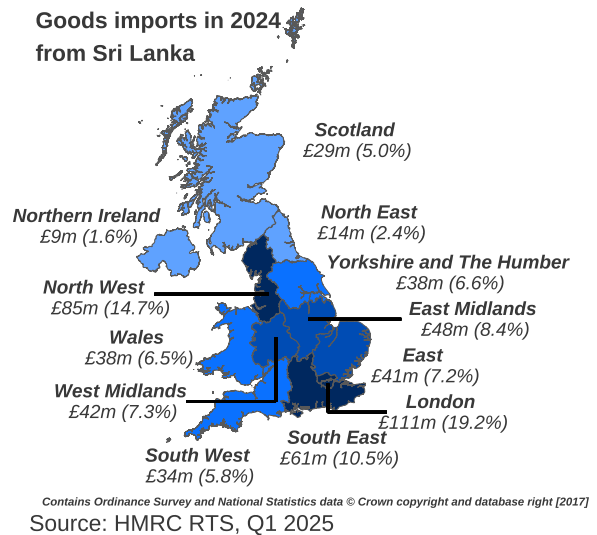 Goods imports in 2024
from Sri Lanka
Scotland
£29m (5.0%)
Northern Ireland
£9m (1.6%)
North East
£14m (2.4%)
Yorkshire and The Humber
£38m (6.6%)
North West
£85m (14.7%)
East Midlands
£48m (8.4%)
Wales
£38m (6.5%)
East
£41m (7.2%)
West Midlands
£42m (7.3%)
London
£111m (19.2%)
South East
£61m (10.5%)
South West
£34m (5.8%)
Contains Ordinance Survey and National Statistics data © Crown copyright and database right [2017]
Source: HMRC RTS, Q1 2025